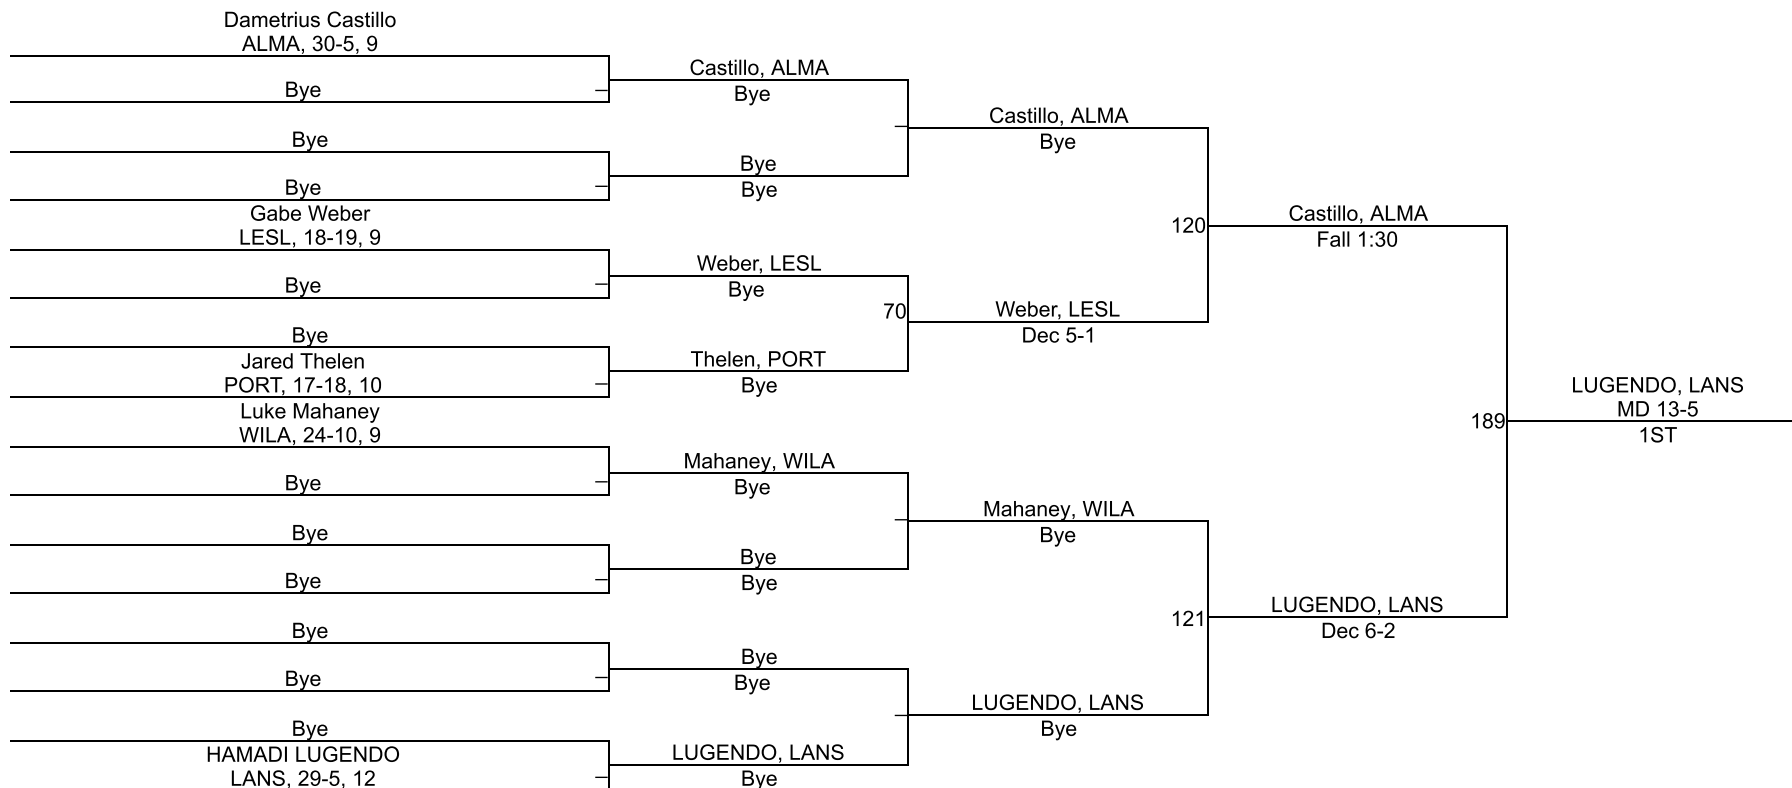 Dametrius Castillo
ALMA, 30-5, 9
Bye
Bye
Bye
Gabe Weber
LESL, 18-19, 9
Bye
Bye
Jared Thelen
PORT, 17-18, 10
Luke Mahaney
WILA, 24-10, 9
Bye
Bye
Bye
Bye
Bye
Bye
HAMADI LUGENDO
LANS, 29-5, 12
Castillo, ALMA
Bye
Bye
Bye
Weber, LESL
Bye
Thelen, PORT
Bye
Mahaney, WILA
Bye
Bye
Bye
Bye
Bye
LUGENDO, LANS
Bye
70
Castillo, ALMA
Bye
Weber, LESL
Dec 5-1
Mahaney, WILA
Bye
LUGENDO, LANS
Bye
120
121
Castillo, ALMA
Fall 1:30
LUGENDO, LANS
Dec 6-2
189
LUGENDO, LANS
MD 13-5
1ST